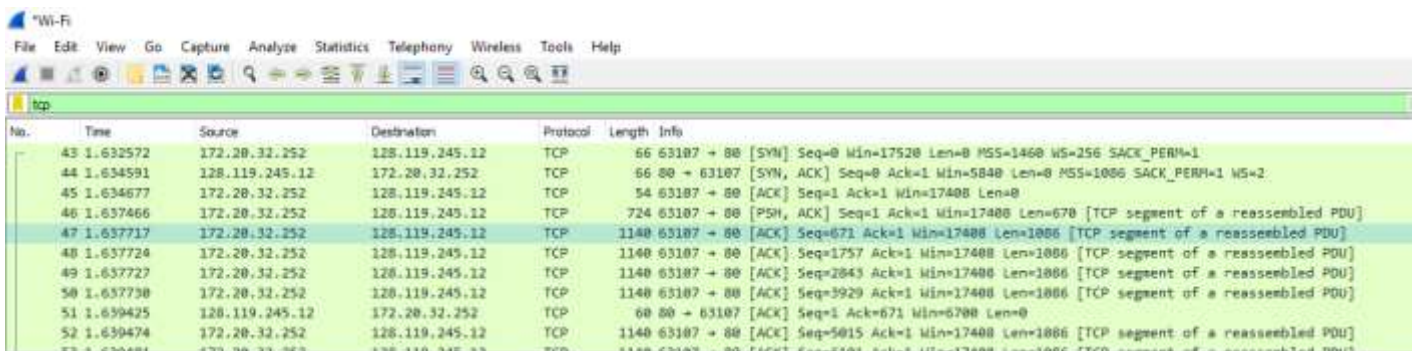 *Wi-Fi
File Edit View Go Capture Analyze Statistics Telephony Wireless Tools Help
tcp
No. Time Source Destination Protocol Length Info
43 1.632572 172.20.32.252 128.119.245.12 TCP 66 63107 → 80 [SYN] Seq=0 Win=17520 Len=0 MSS=1460 WS=256 SACK_PERM=1
44 1.634591 128.119.245.12 172.20.32.252 TCP 66 80 → 63107 [SYN, ACK] Seq=0 Ack=1 Win=5840 Len=0 MSS=1086 SACK_PERM=1 WS=2
45 1.634677 172.20.32.252 128.119.245.12 TCP 54 63107 → 80 [ACK] Seq=1 Ack=1 Win=17408 Len=0
46 1.637466 172.20.32.252 128.119.245.12 TCP 724 63107 → 80 [PSH, ACK] Seq=1 Ack=1 Win=17408 Len=670 [TCP segment of a reassembled PDU]
47 1.637717 172.20.32.252 128.119.245.12 TCP 1140 63107 → 80 [ACK] Seq=671 Ack=1 Win=17408 Len=1086 [TCP segment of a reassembled PDU]
48 1.637724 172.20.32.252 128.119.245.12 TCP 1140 63107 → 80 [ACK] Seq=1757 Ack=1 Win=17408 Len=1086 [TCP segment of a reassembled PDU]
49 1.637727 172.20.32.252 128.119.245.12 TCP 1140 63107 → 80 [ACK] Seq=2843 Ack=1 Win=17408 Len=1086 [TCP segment of a reassembled PDU]
50 1.637730 172.20.32.252 128.119.245.12 TCP 1140 63107 → 80 [ACK] Seq=3929 Ack=1 Win=17408 Len=1086 [TCP segment of a reassembled PDU]
51 1.639425 128.119.245.12 172.20.32.252 TCP 60 80 → 63107 [ACK] Seq=1 Ack=671 Win=6700 Len=0
52 1.639474 172.20.32.252 128.119.245.12 TCP 1140 63107 → 80 [ACK] Seq=5015 Ack=1 Win=17408 Len=1086 [TCP segment of a reassembled PDU]